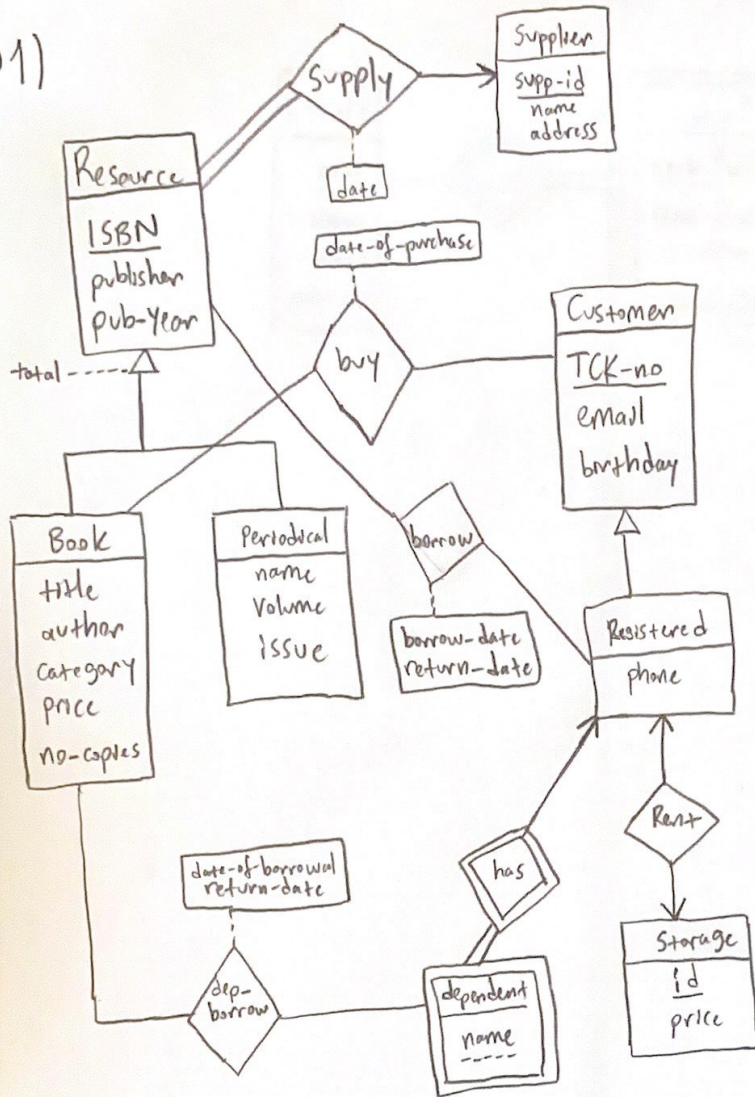 1)
Supply
Supplier
supp-id
name
address
date
Resource
ISBN
publisher
pub-year
total
date-of-purchase
buy
Customer
TCK-no
email
birthday
Book
title
author
category
price
no-copies
Periodical
name
volume
issue
borrow
borrow-date
return-date
Registered
phone
has
Rent
date-of-borrowal
return-date
dep-
borrow
dependent
name
Storage
id
price